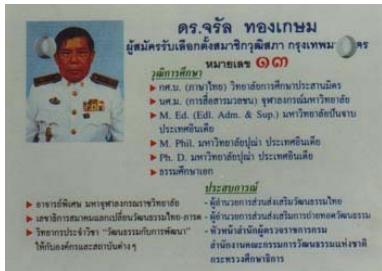 ดร.จรัล ทองเกษม
ผู้สมัครรับเลือกตั้งสมาชิกวุฒิสภา กรุงเทพม คร
หมายเลข ๑๓
วุฒิการศึกษา
กศ.บ. (ภาษาไทย) วิทยาลัยการศึกษาประสานมิตร
นศ.ม. (การสื่อสารมวลชน) จุฬาลงกรณ์มหาวิทยาลัย
M. Ed. (Edl. Adm. & Sup.) มหาวิทยาลัยปันจาบ
ประเทศอินเดีย
M. Phil. มหาวิทยาลัยปูน่า ประเทศอินเดีย
Ph. D. มหาวิทยาลัยปูน่า ประเทศอินเดีย
ธรรมศึกษาเอก
ประสบการณ์
อาจารย์พิเศษ มหาจุฬาลงกรณราชวิทยาลัย
เลขาธิการสมาคมแลกเปลี่ยนวัฒนธรรมไทย-
วิทยากรประจำวิชา "วัฒนธรรมกับการพัฒนา"
ให้กับองค์กรและสถาบันต่างๆ
- ผู้อำนวยการส่วนส่งเสริมวัฒนธรรมไทย
- ผู้อำนวยการส่วนส่งเสริมการถ่ายทอดวัฒนธรรม
- หัวหน้าสำนักผู้ตรวจราชการกรม
สำนักงานคณะกรรมการวัฒนธรรมแห่งชาติ
กระทรวงศึกษาธิการ